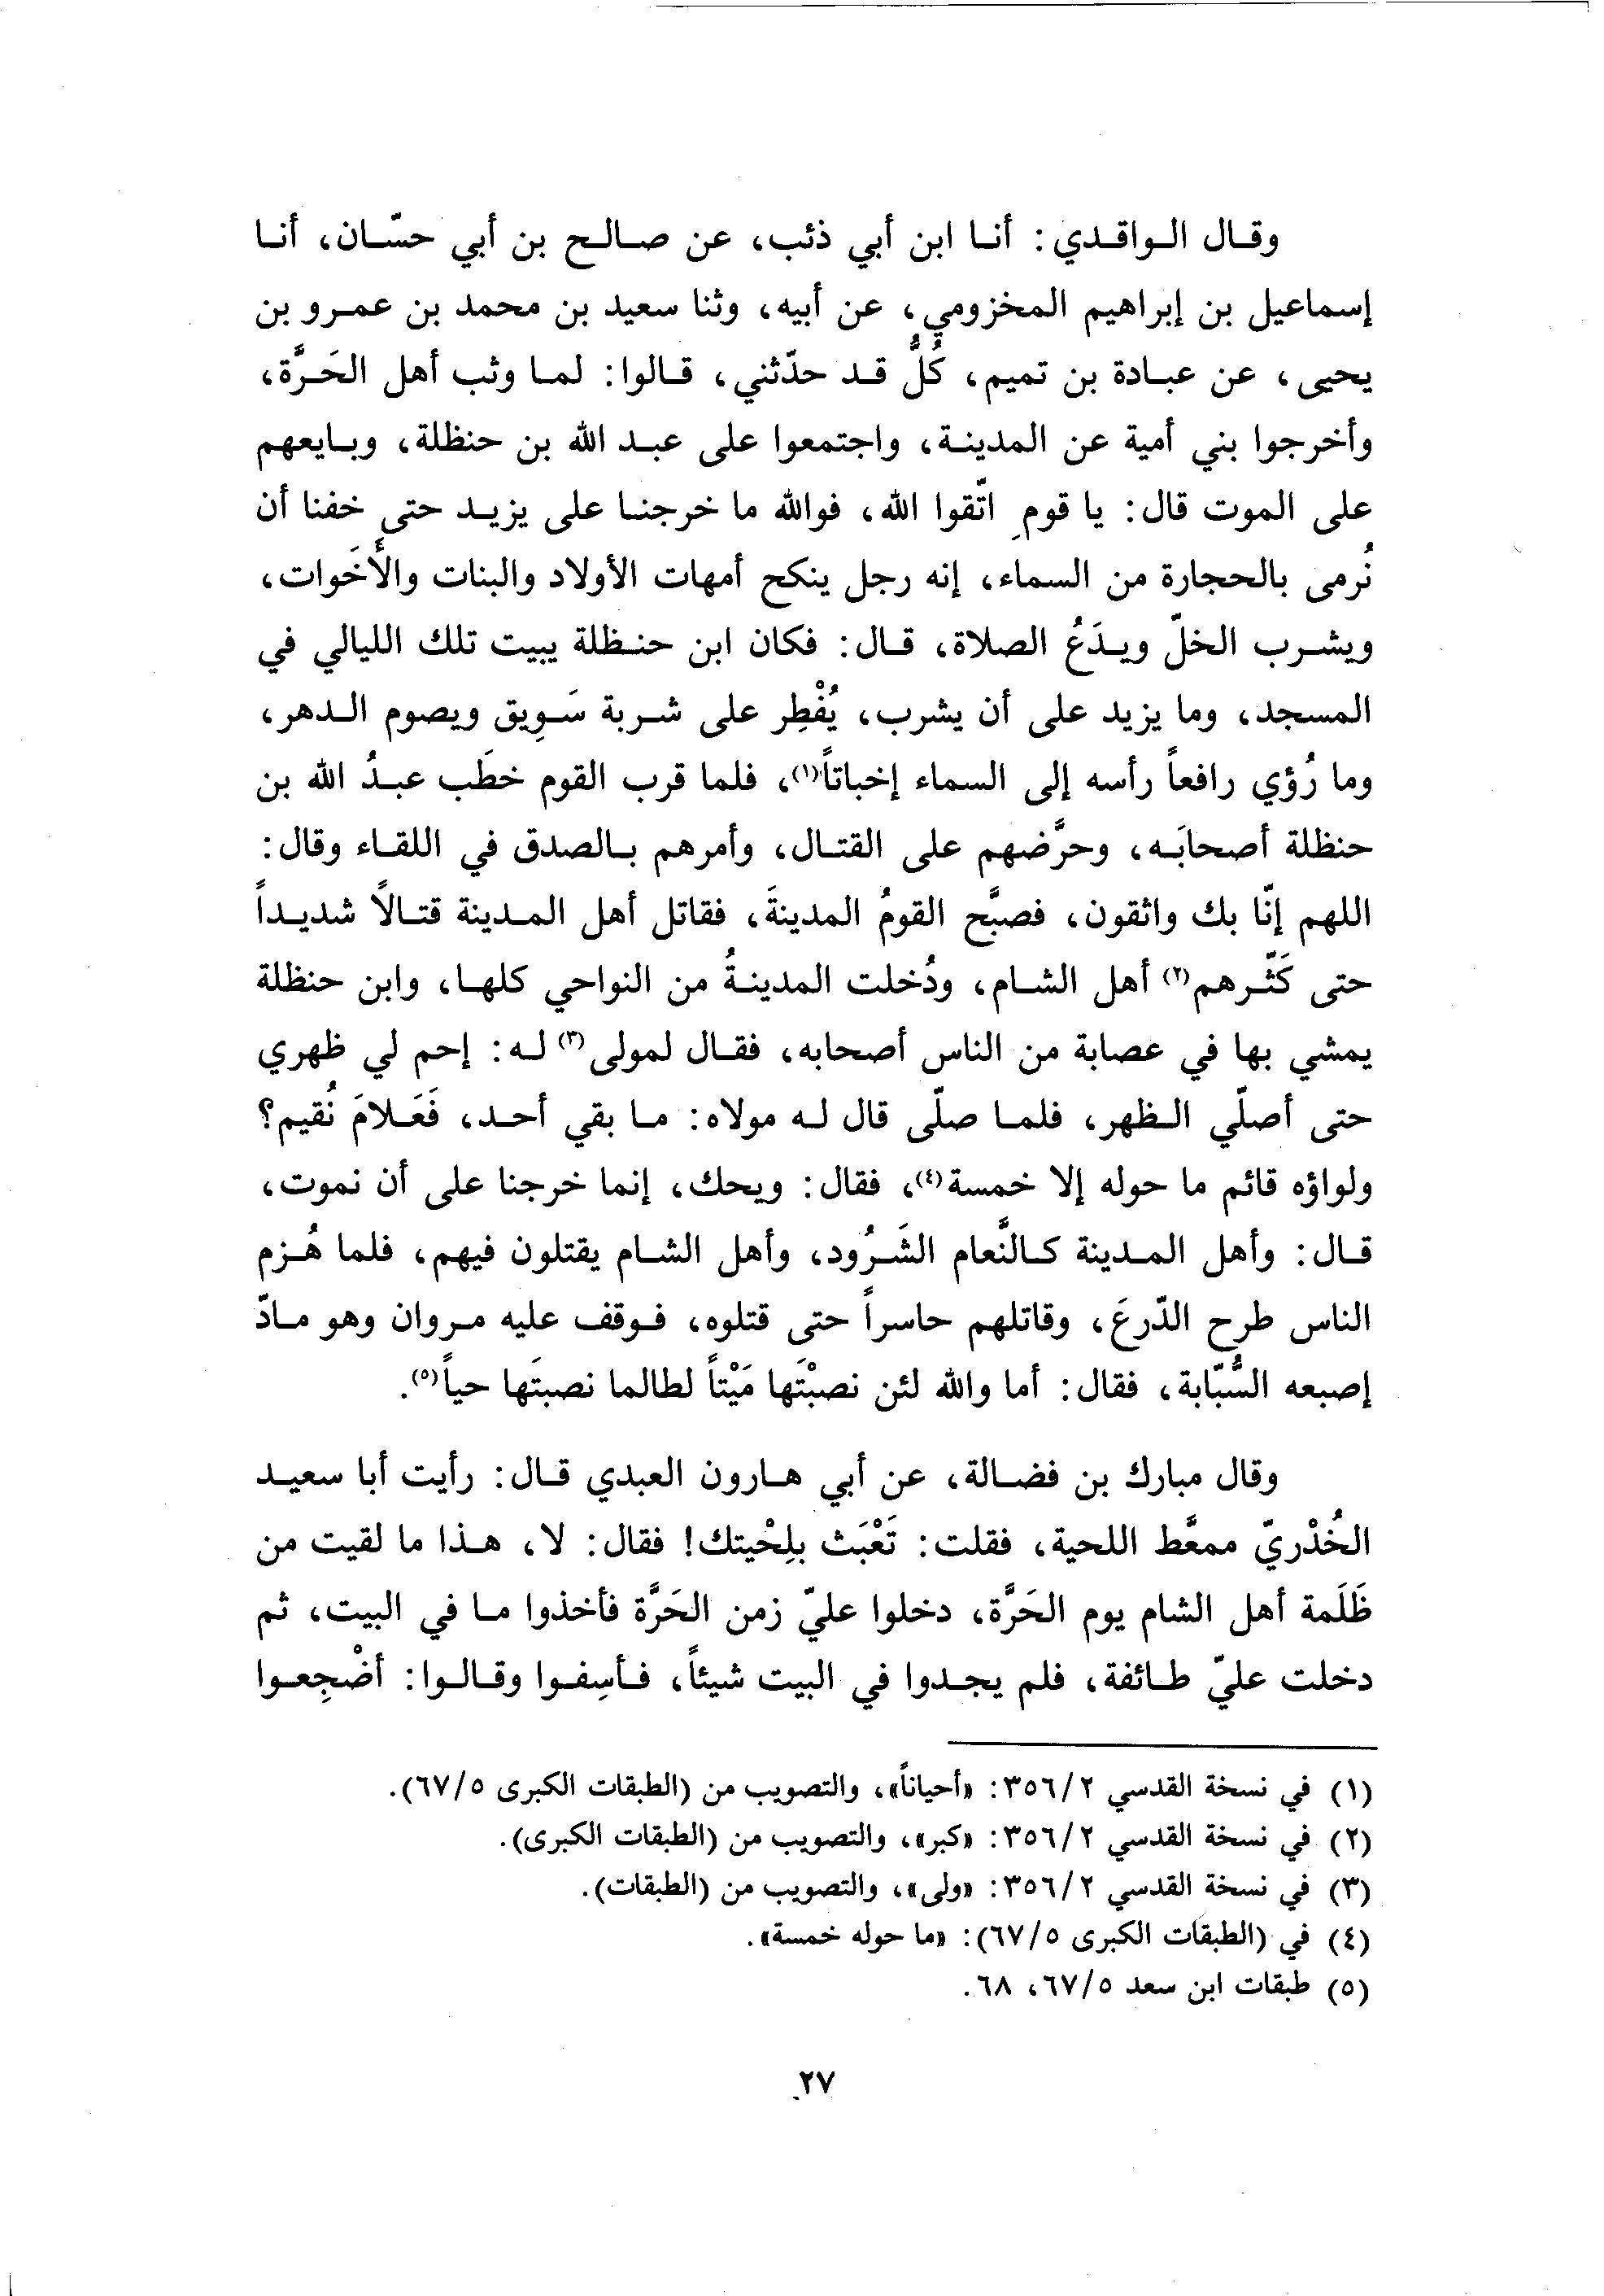 وقال الواقدي: أنا ابن أبي ذئب، عن صالح بن أبي حسّان، أنا
إسماعيل بن إبراهيم المخزومي، عن أبيه، وثنا سعيد بن محمد بن عمرو بن
يحيى، عن عبادة بن تميم، كُلٌّ قد حدّثني، قالوا: لما وثب أهل الحَرَّة،
وأخرجوا بني أمية عن المدينة، واجتمعوا على عبد الله بن حنظلة، وبايعهم
على الموت قال: يا قومِ اتّقوا الله، فوالله ما خرجنا على يزيد حتى خفنا أن
نُرمى بالحجارة من السماء، إنه رجل ينكح أمهات الأولاد والبنات والأَخَوات،
ويشرب الخلّ ويدَعُ الصلاة، قال: فكان ابن حنظلة يبيت تلك الليالي في
المسجد، وما يزيد على أن يشرب، يُفْطِر على شربة سَوِيق ويصوم الدهر،
وما رُؤي رافعاً رأسه إلى السماء إخباتاً(١)، فلما قرب القوم خطَب عبدُ الله بن
حنظلة أصحابَه، وحرَّضهم على القتال، وأمرهم بالصدق في اللقاء وقال:
اللهم إنّا بك واثقون، فصبَّح القومُ المدينةَ، فقاتل أهل المدينة قتالاً شديداً
حتى كَثَّرهم(٢) أهل الشام، ودُخلت المدينةُ من النواحي كلها، وابن حنظلة
يمشي بها في عصابة من الناس أصحابه، فقال لمولى(٣) له: إحم لي ظهري
حتى أصلّي الظهر، فلما صلّى قال له مولاه: ما بقي أحد، فَعَلامَ نُقيم؟
ولواؤه قائم ما حوله إلا خمسة(٤)، فقال: ويحك، إنما خرجنا على أن نموت،
قال: وأهل المدينة كالنَّعام الشَرُود، وأهل الشام يقتلون فيهم، فلما هُزم
الناس طرح الدّرعَ، وقاتلهم حاسراً حتى قتلوه، فوقف عليه مروان وهو مادّ
إصبعه السُّبّابة، فقال: أما والله لئن نصبْتَها مَيْتاً لطالما نصبتَها حياً(٥).
وقال مبارك بن فضالة، عن أبي هارون العبدي قال: رأيت أبا سعيد
الخُدْريّ ممعَّط اللحية، فقلت: تَعْبَث بلِحْيتك! فقال: لا، هذا ما لقيت من
ظَلَمة أهل الشام يوم الحَرَّة، دخلوا عليّ زمن الحَرَّة فأخذوا ما في البيت، ثم
دخلت عليّ طائفة، فلم يجدوا في البيت شيئاً، فأسِفوا وقالوا: أضْجِعوا
(١) في نسخة القدسي ٣٥٦/٢: «أحياناً»، والتصويب من (الطبقات الكبرى ٦٧/٥).
(٢) في نسخة القدسي ٣٥٦/٢: «كبر»، والتصويب من (الطبقات الكبرى).
(٣) في نسخة القدسي ٣٥٦/٢: «ولى»، والتصويب من (الطبقات).
(٤) في (الطبقات الكبرى ٦٧/٥): «ما حوله خمسة».
(٥) طبقات ابن سعد ٦٧/٥، ٦٨.
٢٧